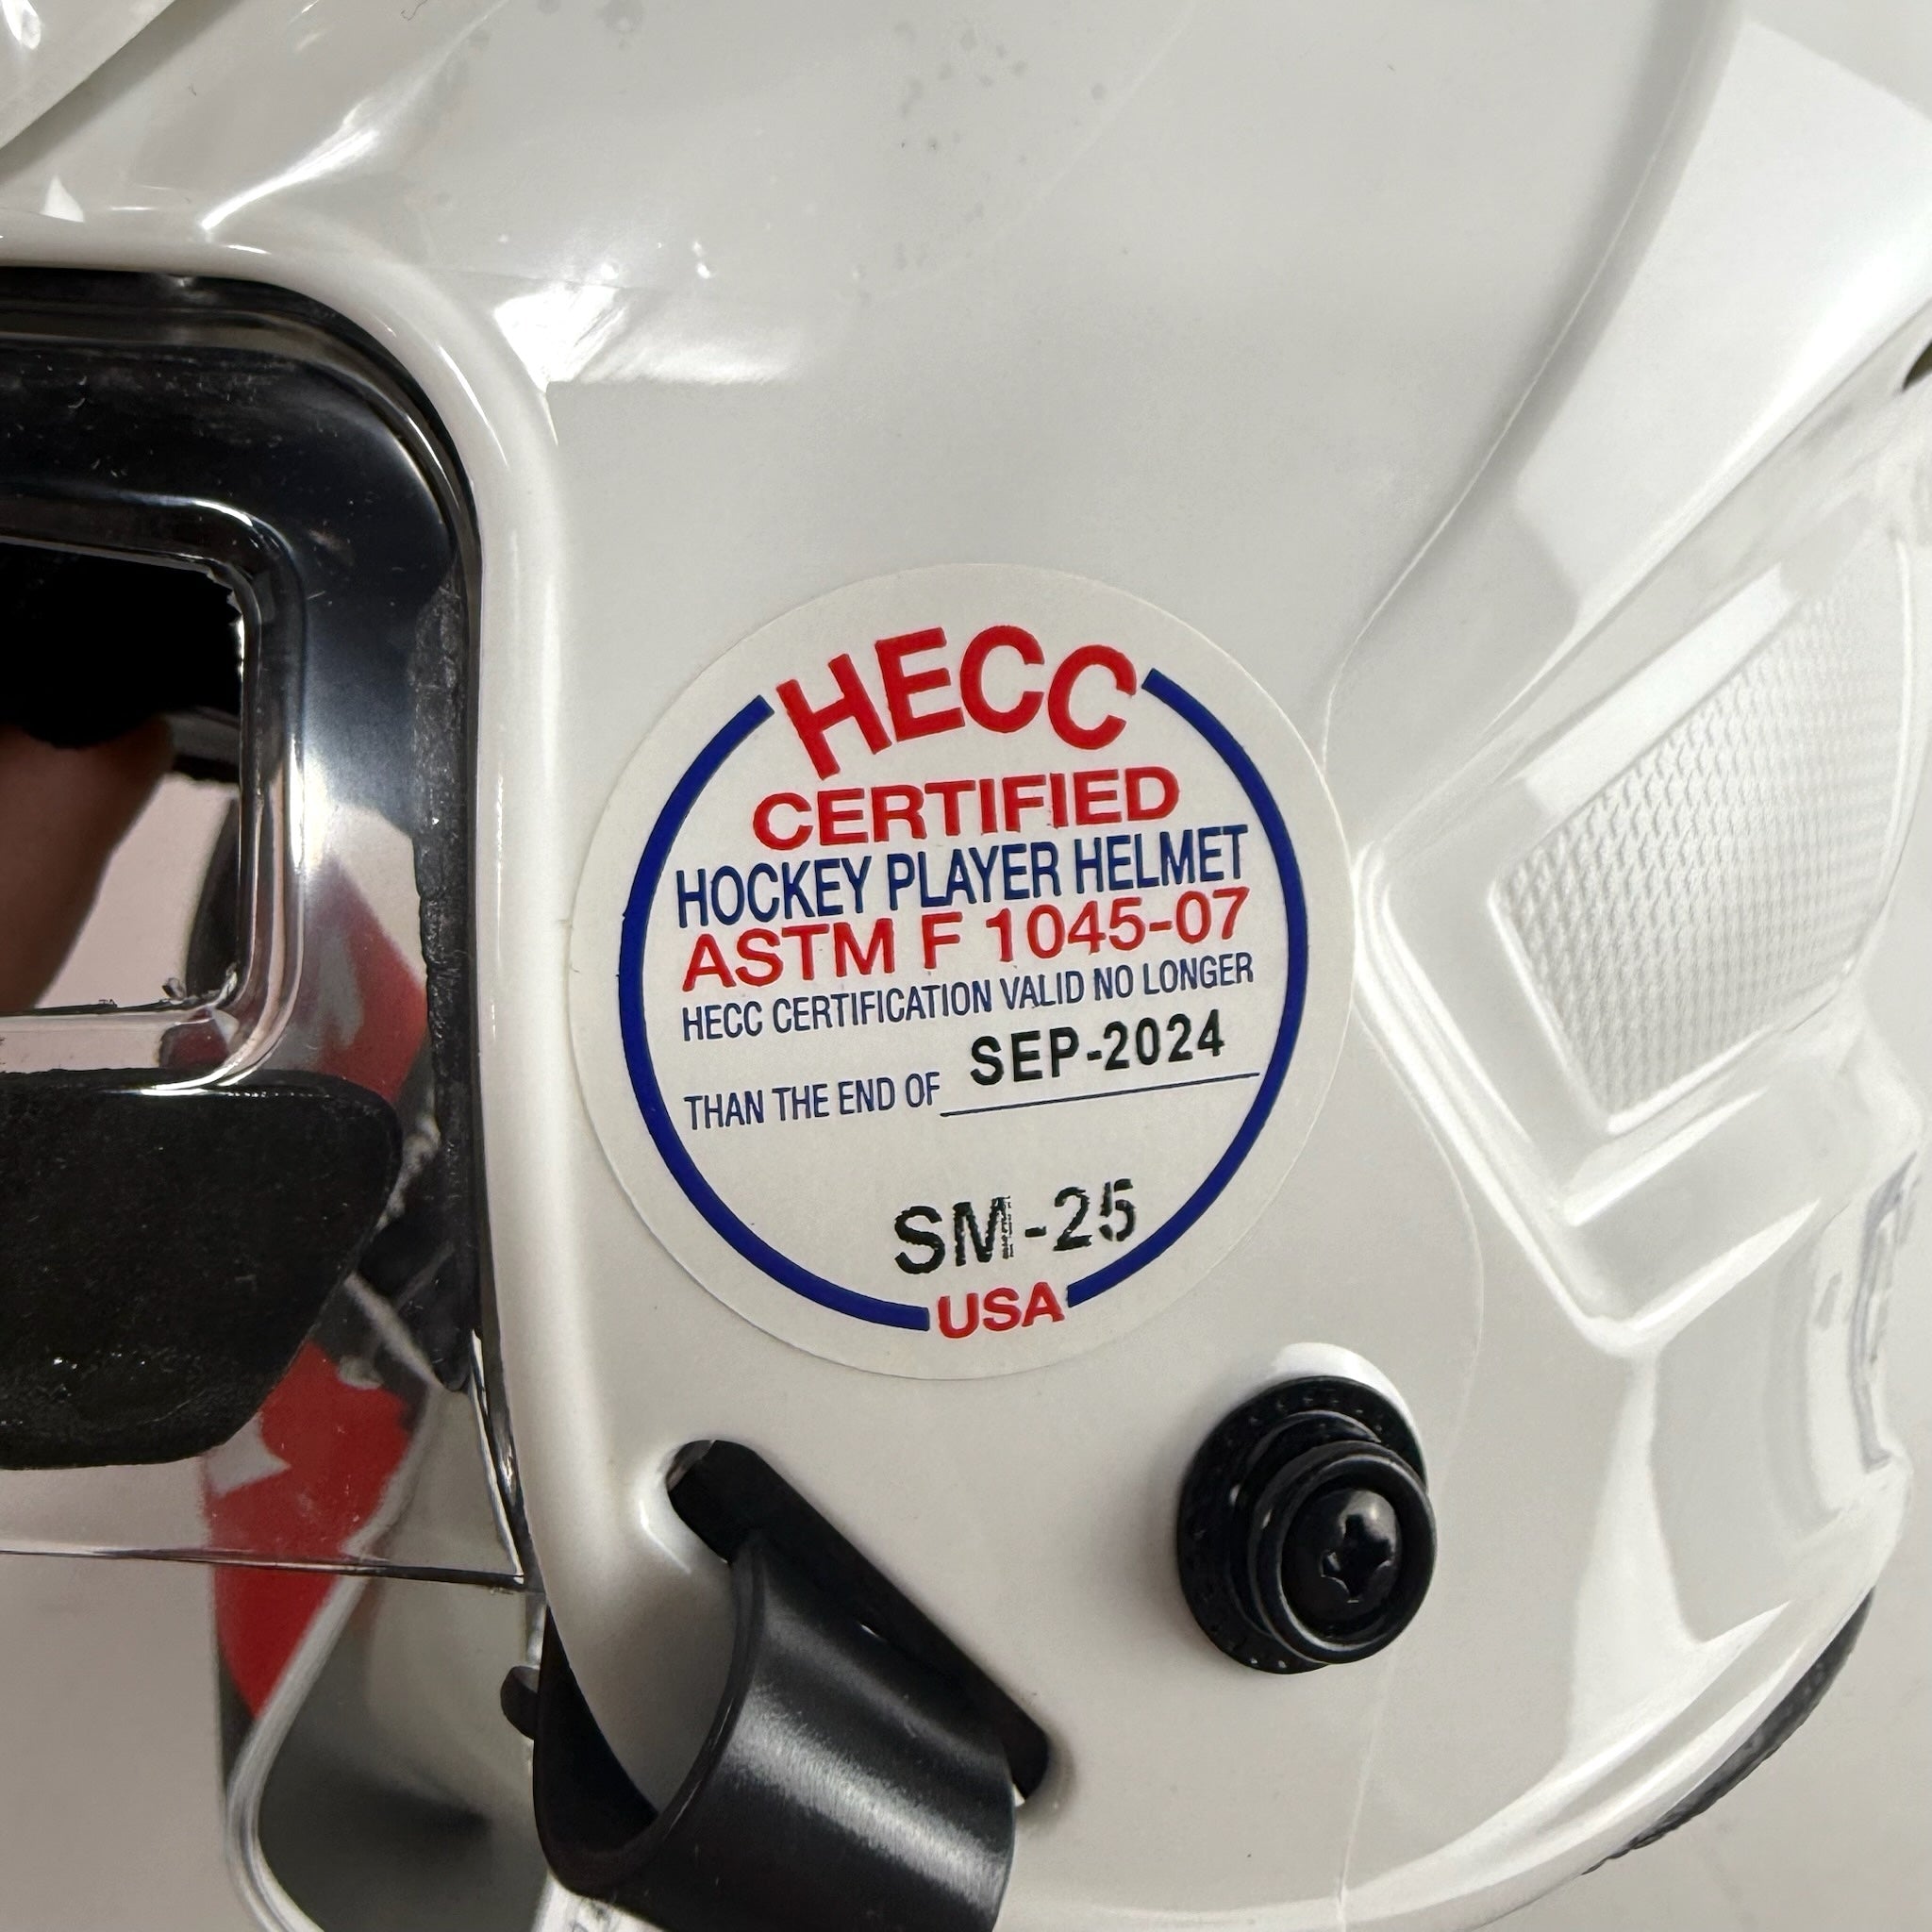 HECC
CERTIFIED
HOCKEY PLAYER HELMET
ASTM F 1045-07
HECC CERTIFICATION VALID NO LONGER
THAN THE END OF SEP-2024
SM-25
USA